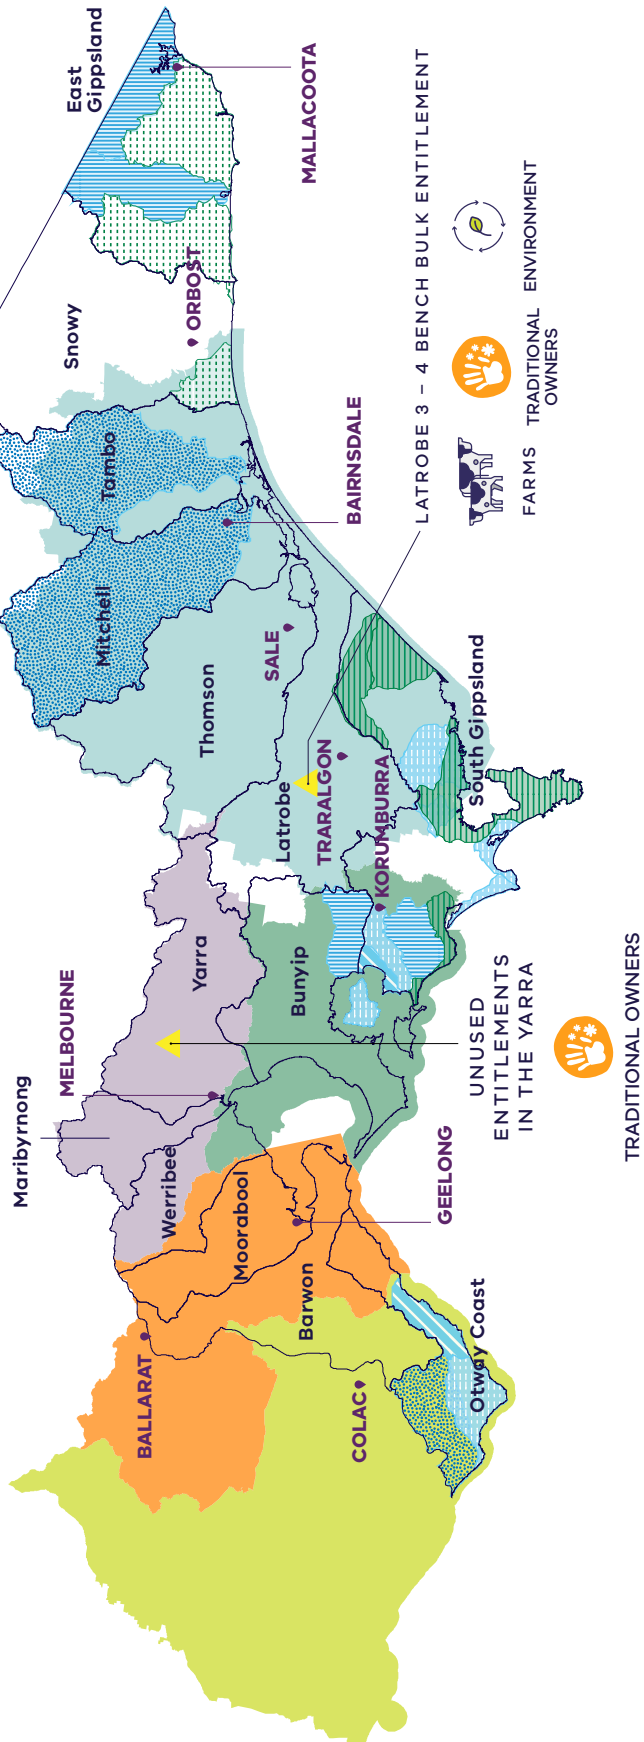 Maribyrnong
MELBOURNE
Yarra
Werribee
Moorabool
BALLARAT
Barwon
COLAC
Otway Coast
GEELONG
Bunyip
Latrobe
TRARALGON
KORUMBURRA
South Gippsland
Thomson
SALE
Mitchell
Tambo
BAIRNSDALE
Snowy
ORBOST
East
Gippsland
MALLACOOTA
UNUSED
ENTITLEMENTS
IN THE YARRA
TRADITIONAL OWNERS
LATROBE 3 – 4 BENCH BULK ENTITLEMENT
FARMS
TRADITIONAL
OWNERS
ENVIRONMENT